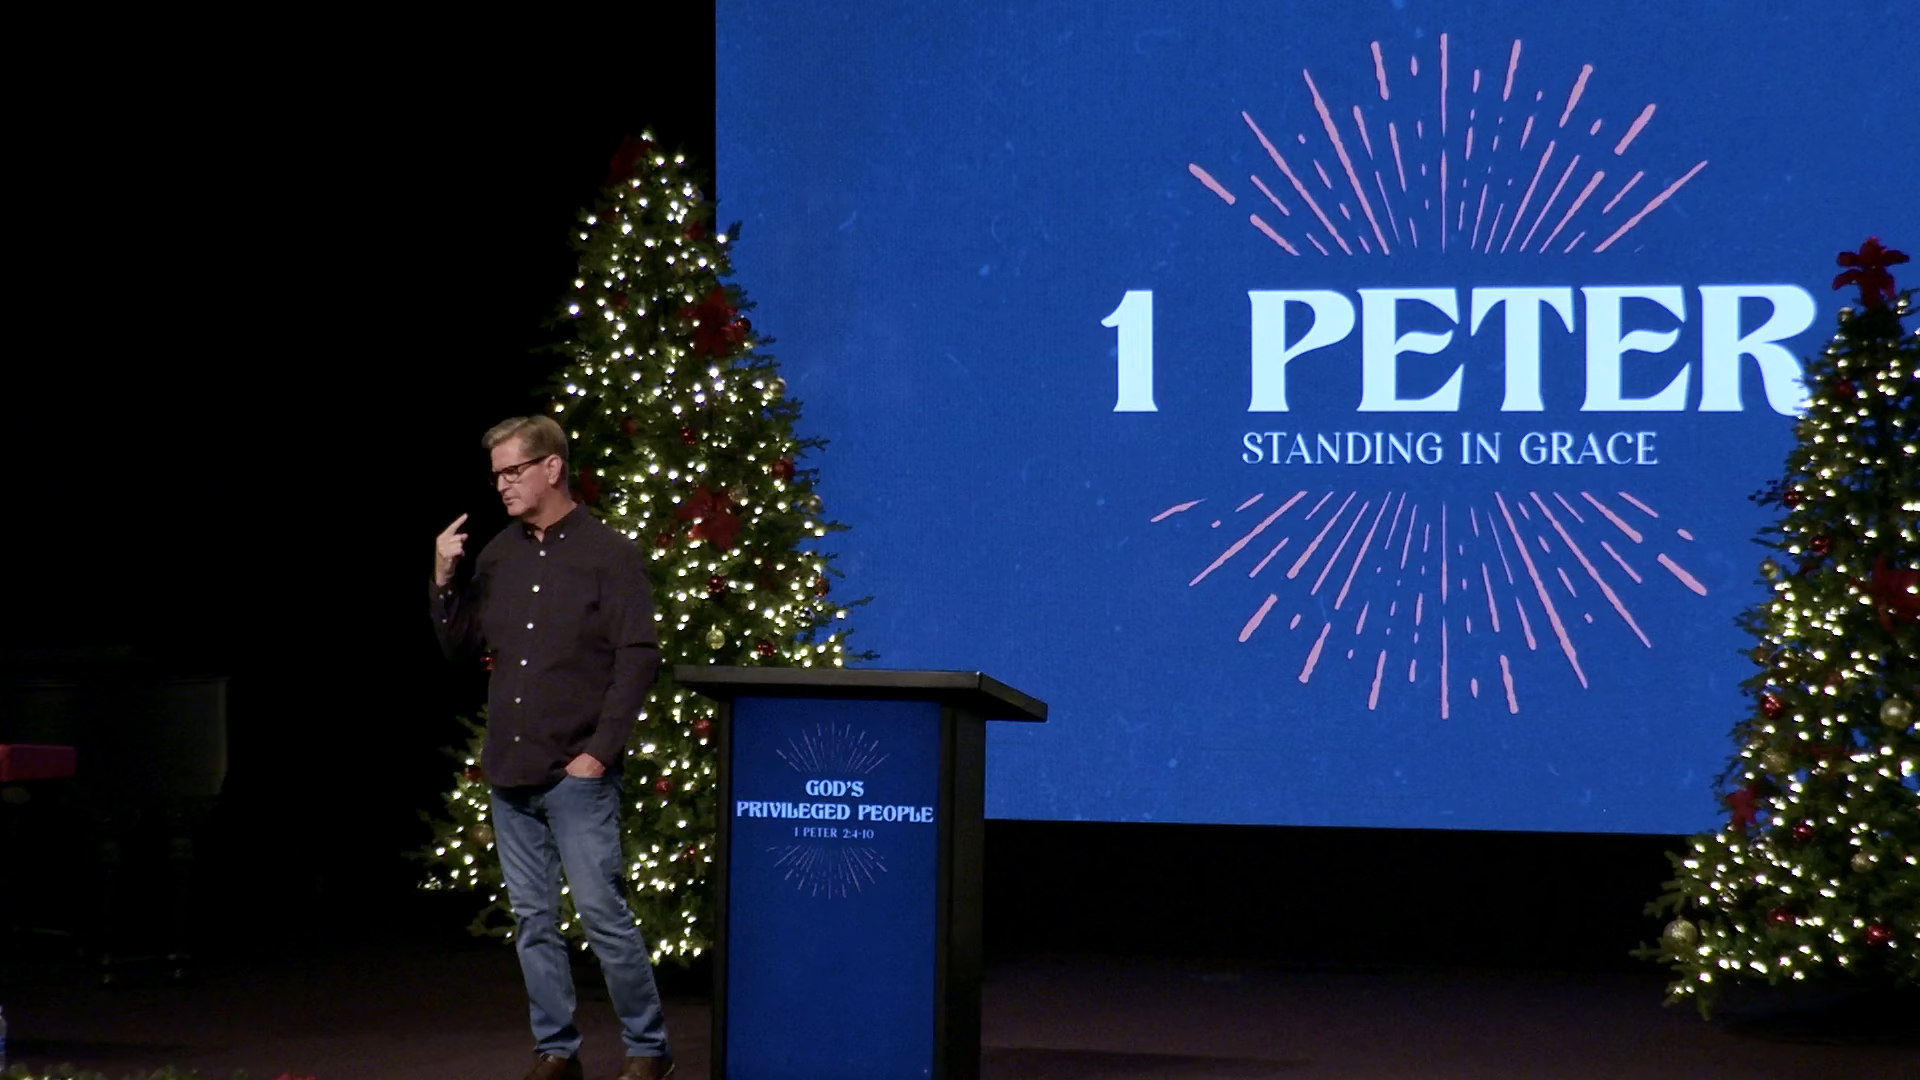 1 PETER
STANDING IN GRACE
GOD'S
PRIVILEGED PEOPLE
1 PETER 2:4-10